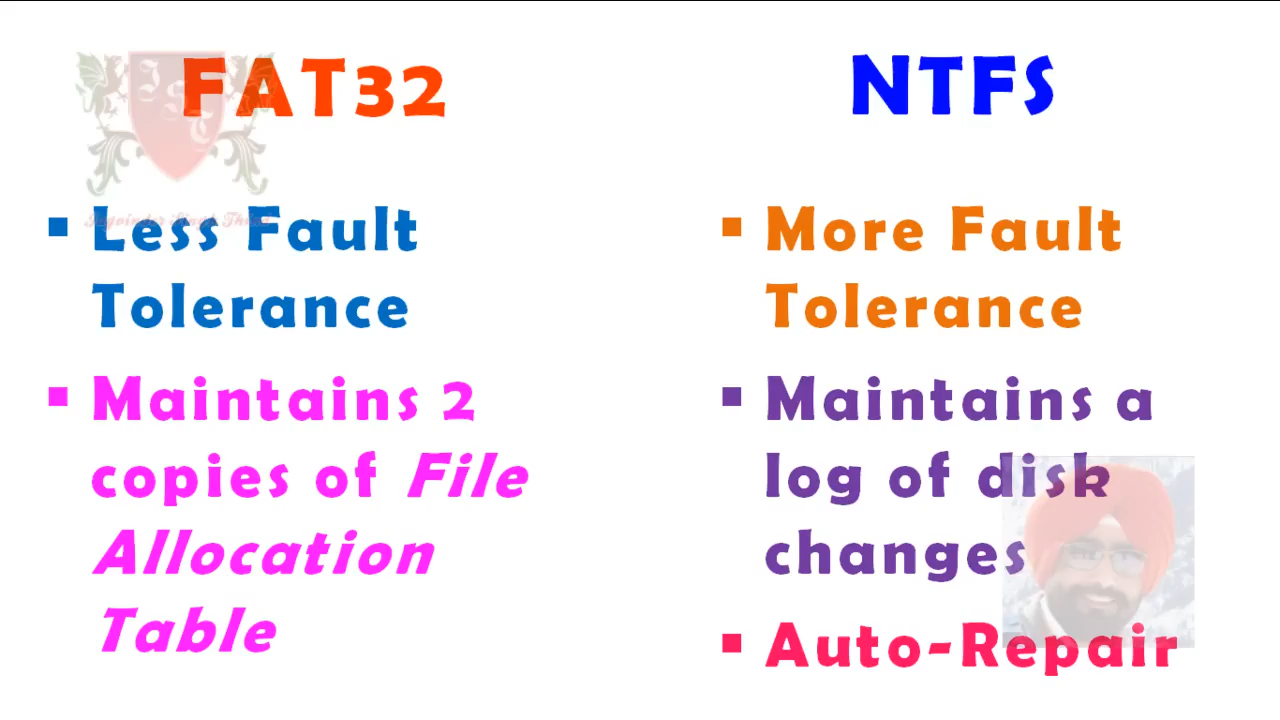 FAT32
Less Fault
Tolerance
Maintains 2
copies of File
Allocation
Table
NTFS
More Fault
Tolerance
Maintains a
log of disk
changes
Auto-Repair